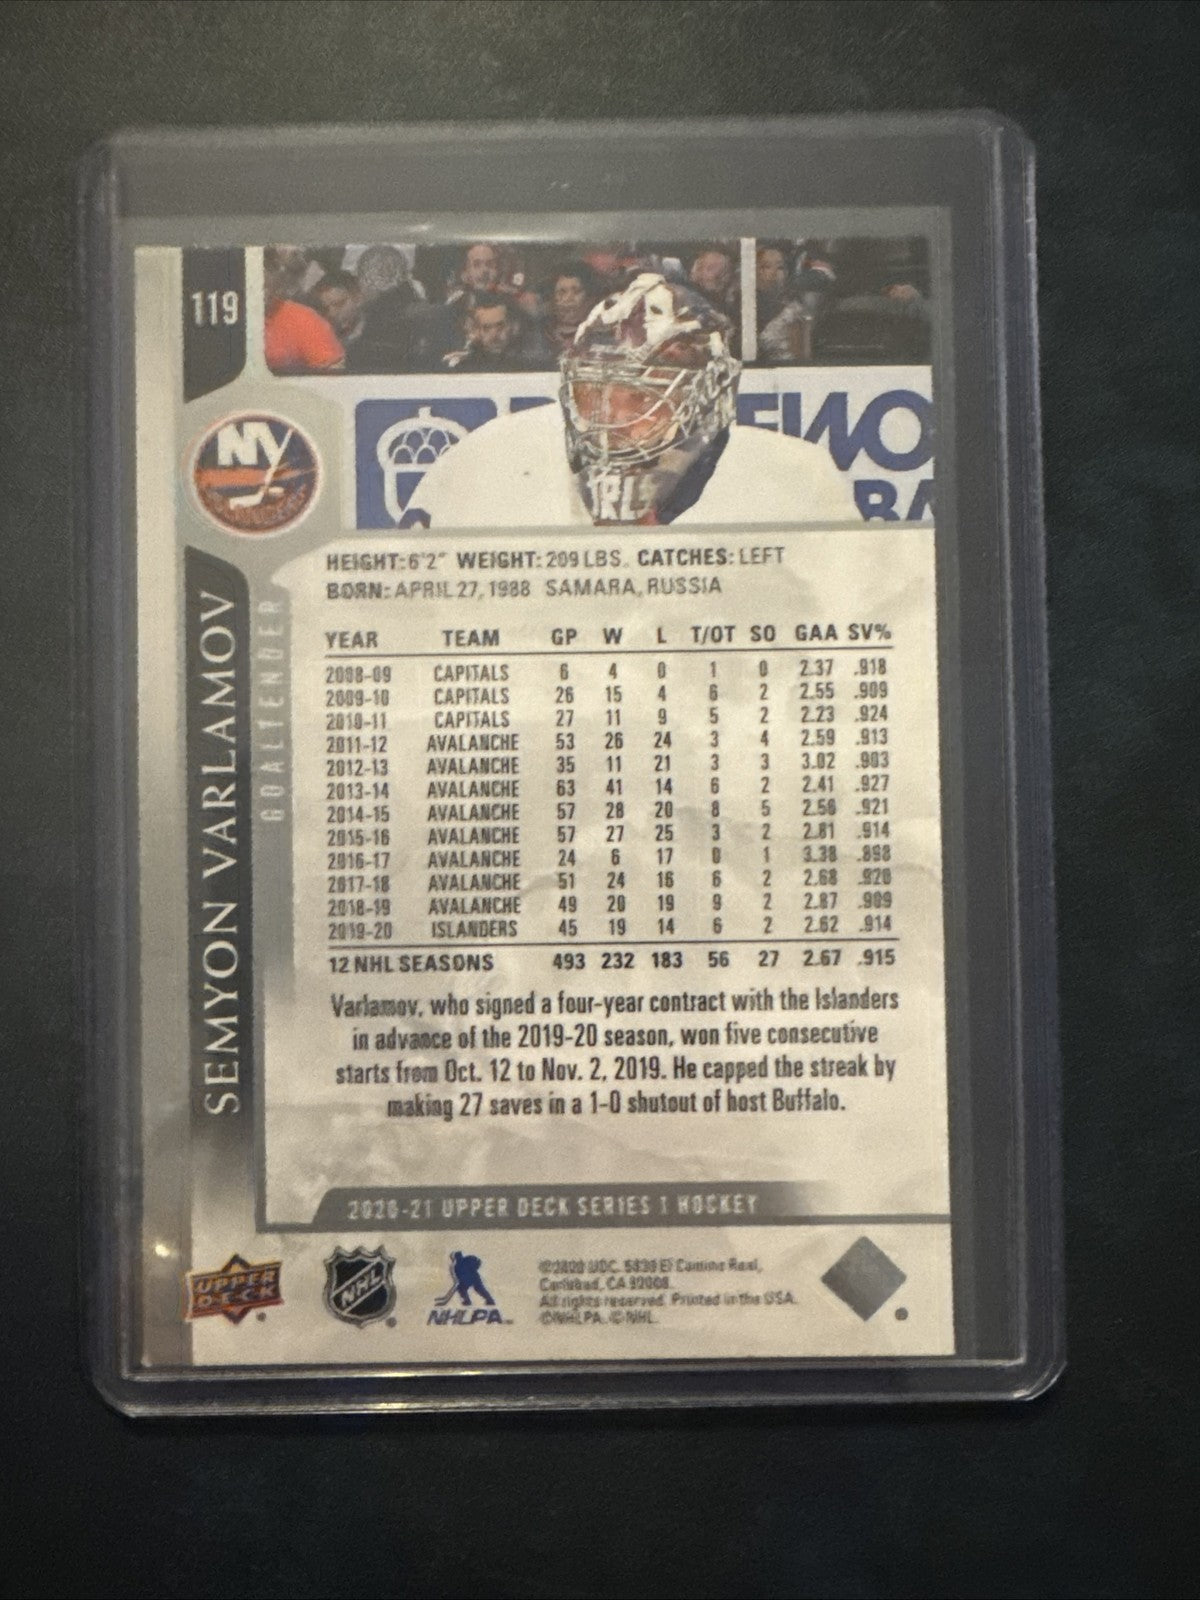 119
NY
EWO
BA
ARL
HEIGHT: 6'2" WEIGHT: 209 LBS. CATCHES: LEFT
BORN: APRIL 27, 1988 SAMARA, RUSSIA
SEMYON VARLAMOV
GOALTENDER
YEAR TEAM GP W L T/OT SO GAA SV%
2008-09 CAPITALS 6 4 0 1 0 2.37 .918
2009-10 CAPITALS 26 15 4 6 2 2.55 .909
2010-11 CAPITALS 27 11 9 5 2 2.23 .924
2011-12 AVALANCHE 53 26 24 3 4 2.59 .913
2012-13 AVALANCHE 35 11 21 3 3 3.02 .903
2013-14 AVALANCHE 63 41 14 6 2 2.41 .927
2014-15 AVALANCHE 57 28 20 8 5 2.56 .921
2015-16 AVALANCHE 57 27 25 3 2 2.81 .914
2016-17 AVALANCHE 24 6 17 0 1 3.38 .898
2017-18 AVALANCHE 51 24 16 6 2 2.68 .920
2018-19 AVALANCHE 49 20 19 9 2 2.87 .909
2019-20 ISLANDERS 45 19 14 6 2 2.62 .914
12 NHL SEASONS 493 232 183 56 27 2.67 .915
Varlamov, who signed a four-year contract with the Islanders
in advance of the 2019-20 season, won five consecutive
starts from Oct. 12 to Nov. 2, 2019. He capped the streak by
making 27 saves in a 1-0 shutout of host Buffalo.
2020-21 UPPER DECK SERIES 1 HOCKEY
UPPER
DECK
NHL
NHLPA
©2020 UDC. 5830 El Camino Real,
Carlsbad, CA 92008.
All rights reserved. Printed in the USA.
©NHLPA. ©NHL.